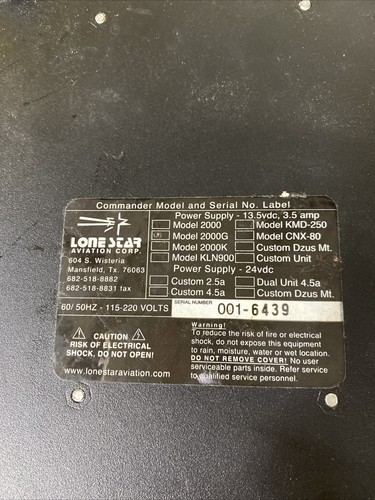 Commander Model and Serial No. Label
LONE STAR
AVIATION CORP.
604 S. Wisteria
Mansfield, Tx. 76063
682-518-8882
682-518-8831 fax
Power Supply - 13.5vdc, 3.5 amp
Model 2000 Model KMD-250
Model 2000G Model CNX-80
Model 2000K Custom Dzus Mt.
Model KLN900 Custom Unit
Power Supply - 24vdc
Custom 2.5a Dual Unit 4.5a
Custom 4.5a Custom Dzus Mt.
60/ 50HZ - 115-220 VOLTS
SERIAL NUMBER
001-6439
CAUTION
RISK OF ELECTRICAL
SHOCK, DO NOT OPEN!
www.lonestaraviation.com
Warning!
To reduce the risk of fire or electrical
shock, do not expose this equipment
to rain, moisture, water or wet location.
DO NOT REMOVE COVER! No user
serviceable parts inside. Refer service
to qualified service personnel.